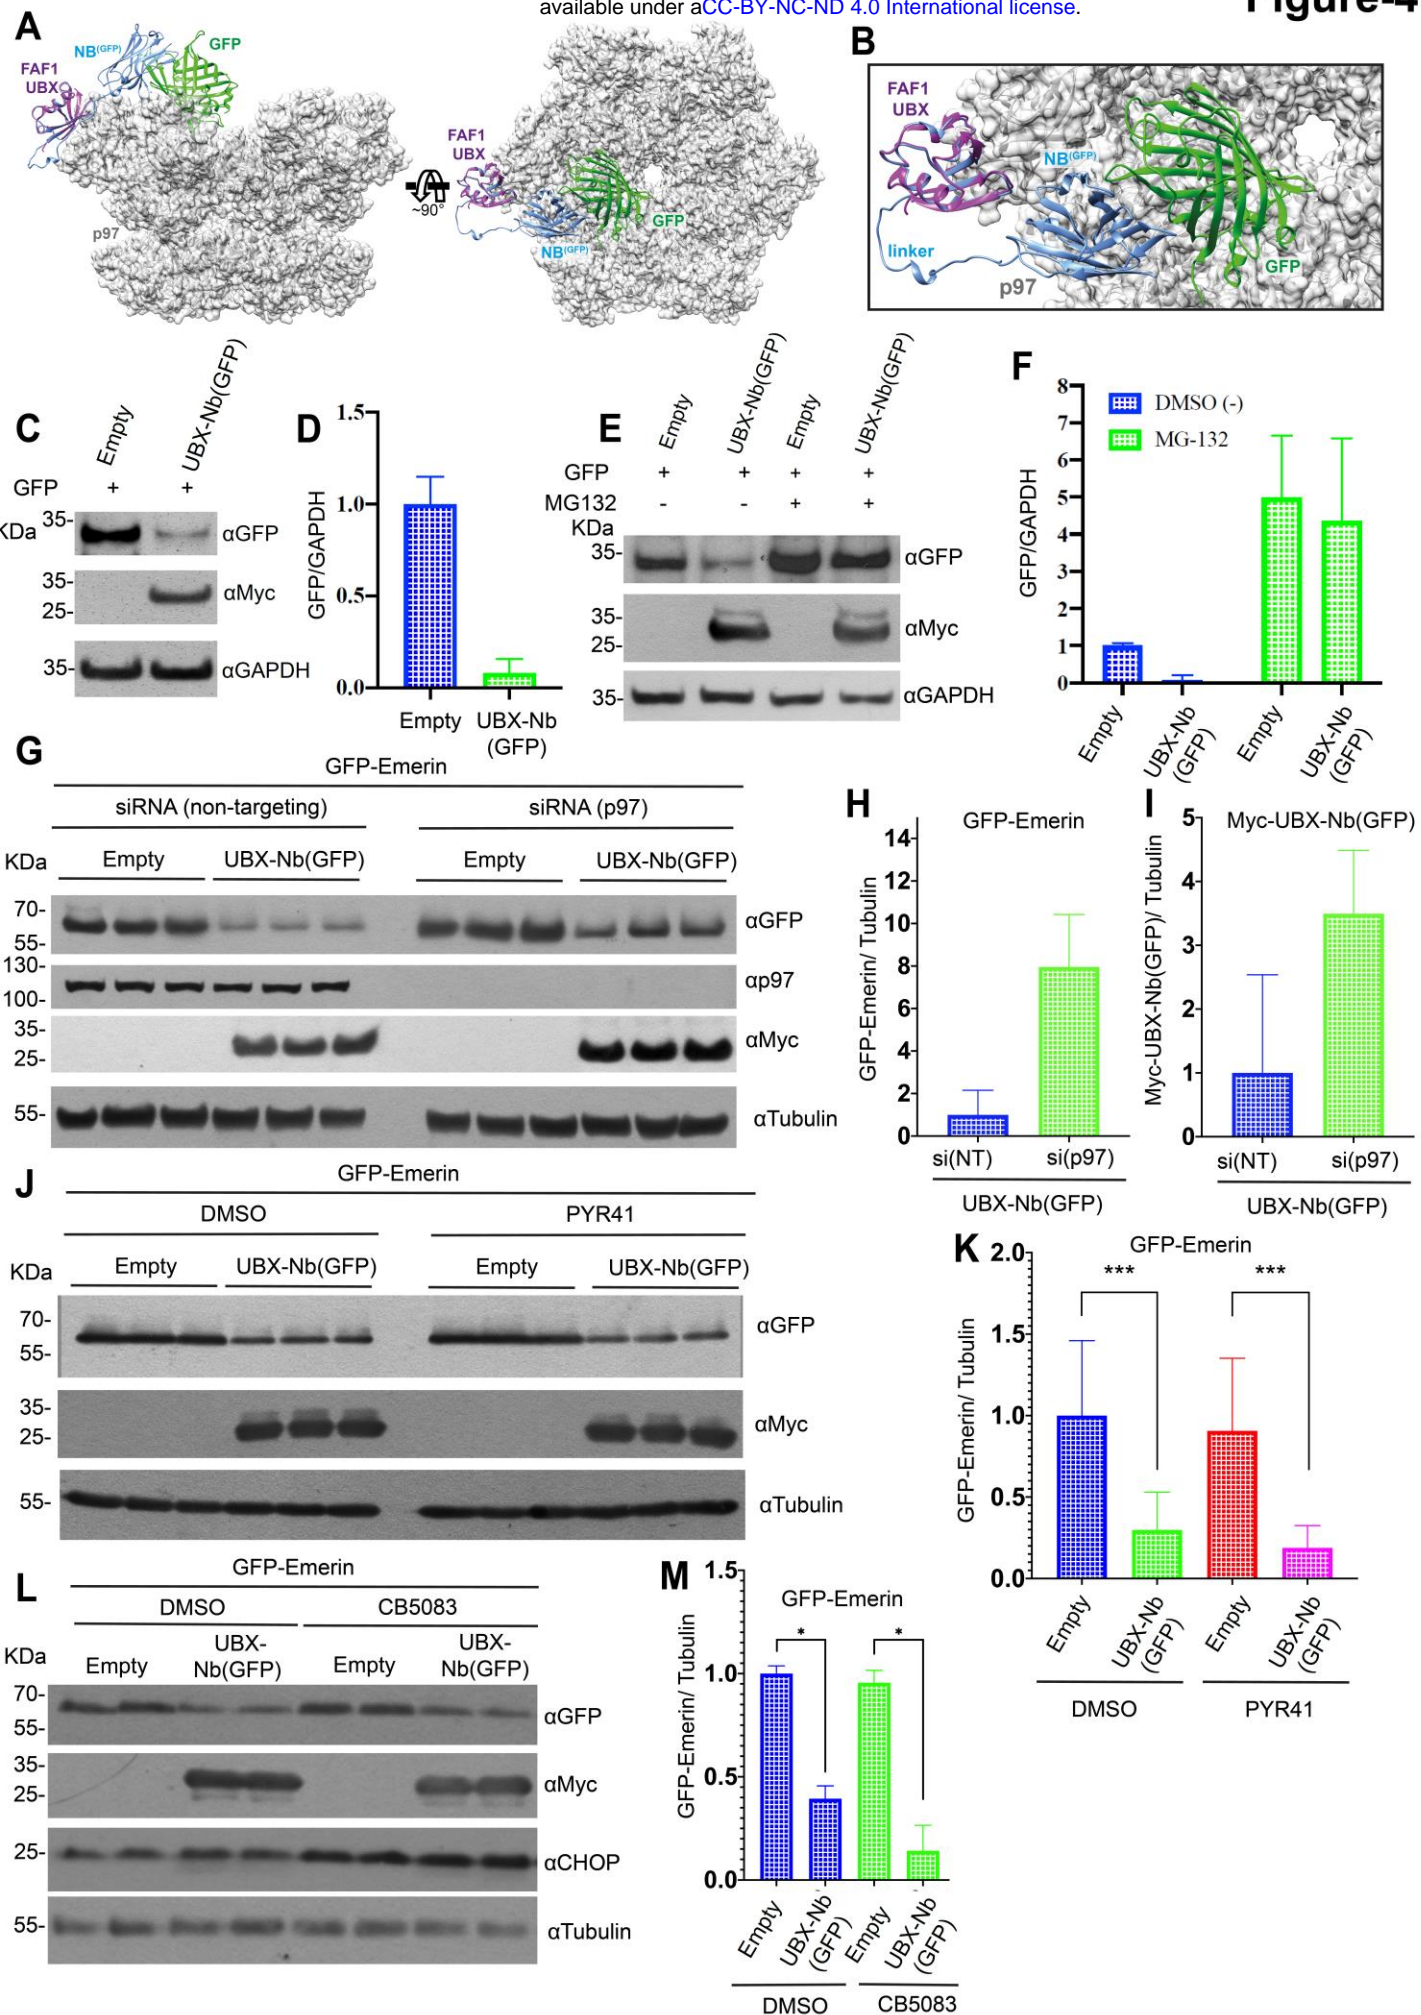 available under aCC-BY-NC-ND 4.0 International license.
A
NB(GFP)
GFP
FAF1
UBX
p97
~90°
FAF1
UBX
NB(GFP)
GFP
B
FAF1
UBX
NB(GFP)
linker
p97
GFP
C
Empty
UBX-Nb(GFP)
GFP + +
KDa
35-
αGFP
35-
25-
αMyc
35-
αGAPDH
D
GFP/GAPDH
1.5
1.0
0.5
0.0
Empty
UBX-Nb
(GFP)
E
Empty
UBX-Nb(GFP)
Empty
UBX-Nb(GFP)
GFP + + + +
MG132 - - + +
KDa
35-
αGFP
35-
25-
αMyc
35-
αGAPDH
F
GFP/GAPDH
8
7
6
5
4
3
2
1
0
DMSO (-)
MG-132
Empty
UBX-Nb
(GFP)
Empty
UBX-Nb
(GFP)
G
GFP-Emerin
siRNA (non-targeting)
siRNA (p97)
KDa
Empty
UBX-Nb(GFP)
Empty
UBX-Nb(GFP)
70-
55-
αGFP
130-
100-
αp97
35-
25-
αMyc
55-
αTubulin
H
GFP-Emerin
GFP-Emerin/ Tubulin
14
12
10
8
6
4
2
0
si(NT)
si(p97)
UBX-Nb(GFP)
I
Myc-UBX-Nb(GFP)
Myc-UBX-Nb(GFP)/ Tubulin
5
4
3
2
1
0
si(NT)
si(p97)
UBX-Nb(GFP)
J
GFP-Emerin
DMSO
PYR41
KDa
Empty
UBX-Nb(GFP)
Empty
UBX-Nb(GFP)
70-
55-
αGFP
35-
25-
αMyc
55-
αTubulin
K
GFP-Emerin
GFP-Emerin/ Tubulin
2.0
1.5
1.0
0.5
0.0
***
***
Empty
UBX-Nb
(GFP)
Empty
UBX-Nb
(GFP)
DMSO
PYR41
L
GFP-Emerin
DMSO
CB5083
KDa
Empty
UBX-
Nb(GFP)
Empty
UBX-
Nb(GFP)
70-
55-
αGFP
35-
25-
αMyc
25-
αCHOP
55-
αTubulin
M
GFP-Emerin
GFP-Emerin/ Tubulin
1.5
1.0
0.5
0.0
*
*
Empty
UBX-Nb
(GFP)
Empty
UBX-Nb
(GFP)
DMSO
CB5083